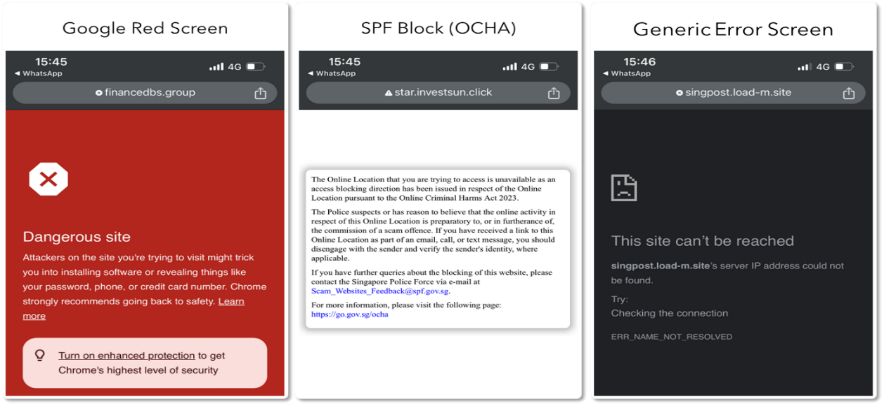 Google Red Screen
15:45
4G
◄ WhatsApp
financedbs.group
Dangerous site
Attackers on the site you're trying to visit might trick
you into installing software or revealing things like
your password, phone, or credit card number. Chrome
strongly recommends going back to safety. Learn
more
Turn on enhanced protection to get
Chrome's highest level of security
SPF Block (OCHA)
15:45
4G
◄ WhatsApp
star.investsun.click
The Online Location that you are trying to access is unavailable as an
access blocking direction has been issued in respect of the Online
Location pursuant to the Online Criminal Harms Act 2023.
The Police suspects or has reason to believe that the online activity in
respect of this Online Location is preparatory to, or in furtherance of,
the commission of a scam offence. If you have received a link to this
Online Location as part of an email, call, or text message, you should
disengage with the sender and verify the sender's identity, where
applicable.
If you have further queries about the blocking of this website, please
contact the Singapore Police Force via e-mail at
Scam_Websites_Feedback@spf.gov.sg.
For more information, please visit the following page:
https://go.gov.sg/ocha
Generic Error Screen
15:46
4G
◄ WhatsApp
singpost.load-m.site
This site can't be reached
singpost.load-m.site's server IP address could not
be found.
Try:
Checking the connection
ERR_NAME_NOT_RESOLVED